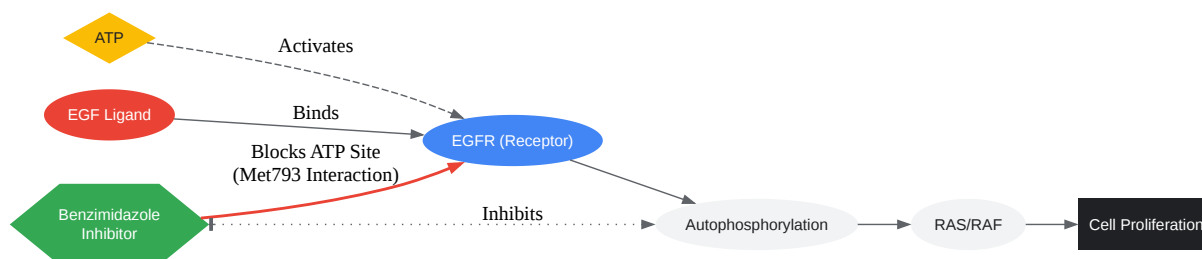 ATP
Activates
EGF Ligand
Binds
EGFR (Receptor)
Blocks ATP Site
(Met793 Interaction)
Benzimidazole
Inhibitor
Inhibits
Autophosphorylation
RAS/RAF
Cell Proliferation